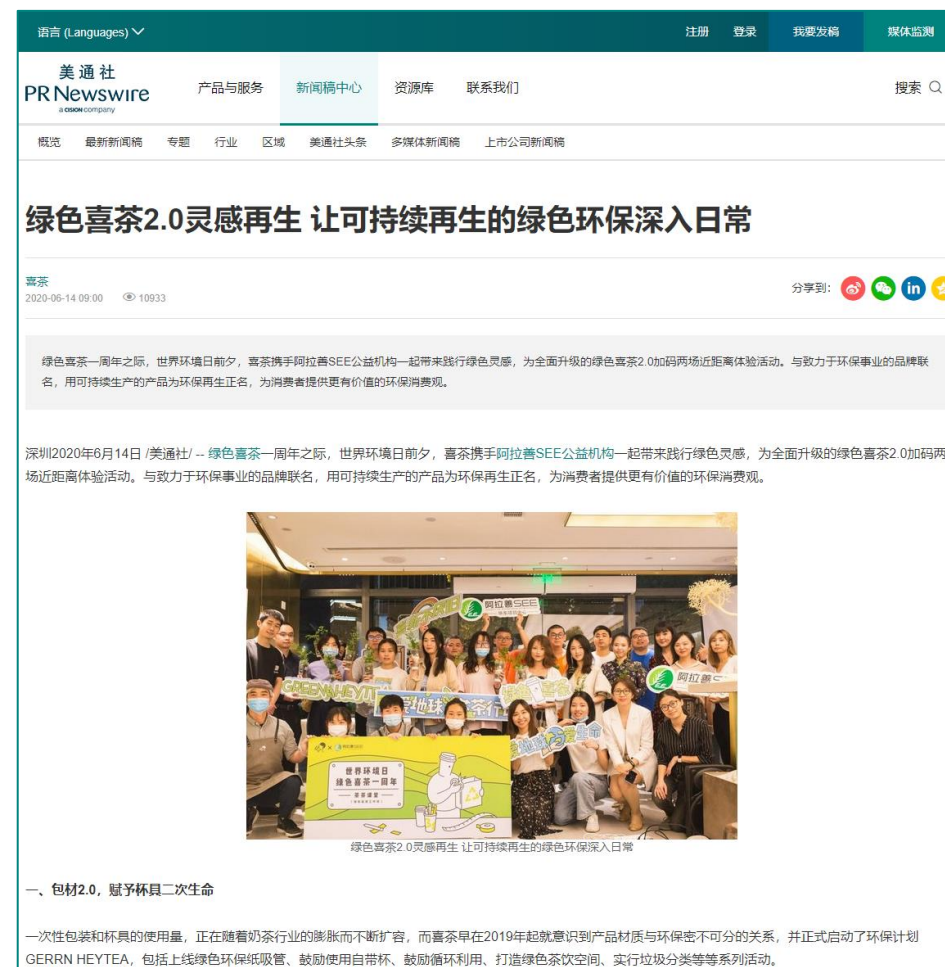 语言 (Languages)
注册 登录 我要发稿 媒体监测
美通社
PR Newswire
a CISION company
产品与服务 新闻稿中心 资源库 联系我们
搜索
概览 最新新闻稿 专题 行业 区域 美通社头条 多媒体新闻稿 上市公司新闻稿
绿色喜茶2.0灵感再生 让可持续再生的绿色环保深入日常
喜茶
2020-06-14 09:00 10933
分享到:
绿色喜茶一周年之际，世界环境日前夕，喜茶携手阿拉善SEE公益机构一起带来践行绿色灵感，为全面升级的绿色喜茶2.0加码两场近距离体验活动。与致力于环保事业的品牌联
名，用可持续生产的产品为环保再生正名，为消费者提供更有价值的环保消费观。
深圳2020年6月14日 /美通社/ -- 绿色喜茶一周年之际，世界环境日前夕，喜茶携手阿拉善SEE公益机构一起带来践行绿色灵感，为全面升级的绿色喜茶2.0加码两
场近距离体验活动。与致力于环保事业的品牌联名，用可持续生产的产品为环保再生正名，为消费者提供更有价值的环保消费观。
阿拉善SEE
阿拉善
GREEN HEYT
爱地球 茶行
世界环境日
绿色喜茶一周年
绿色喜茶2.0灵感再生 让可持续再生的绿色环保深入日常
一、包材2.0，赋予杯具二次生命
一次性包装和杯具的使用量，正在随着奶茶行业的膨胀而不断扩容，而喜茶早在2019年起就意识到产品材质与环保密不可分的关系，并正式启动了环保计划
GERRN HEYTEA，包括上线绿色环保纸吸管、鼓励使用自带杯、鼓励循环利用、打造绿色茶饮空间、实行垃圾分类等等系列活动。